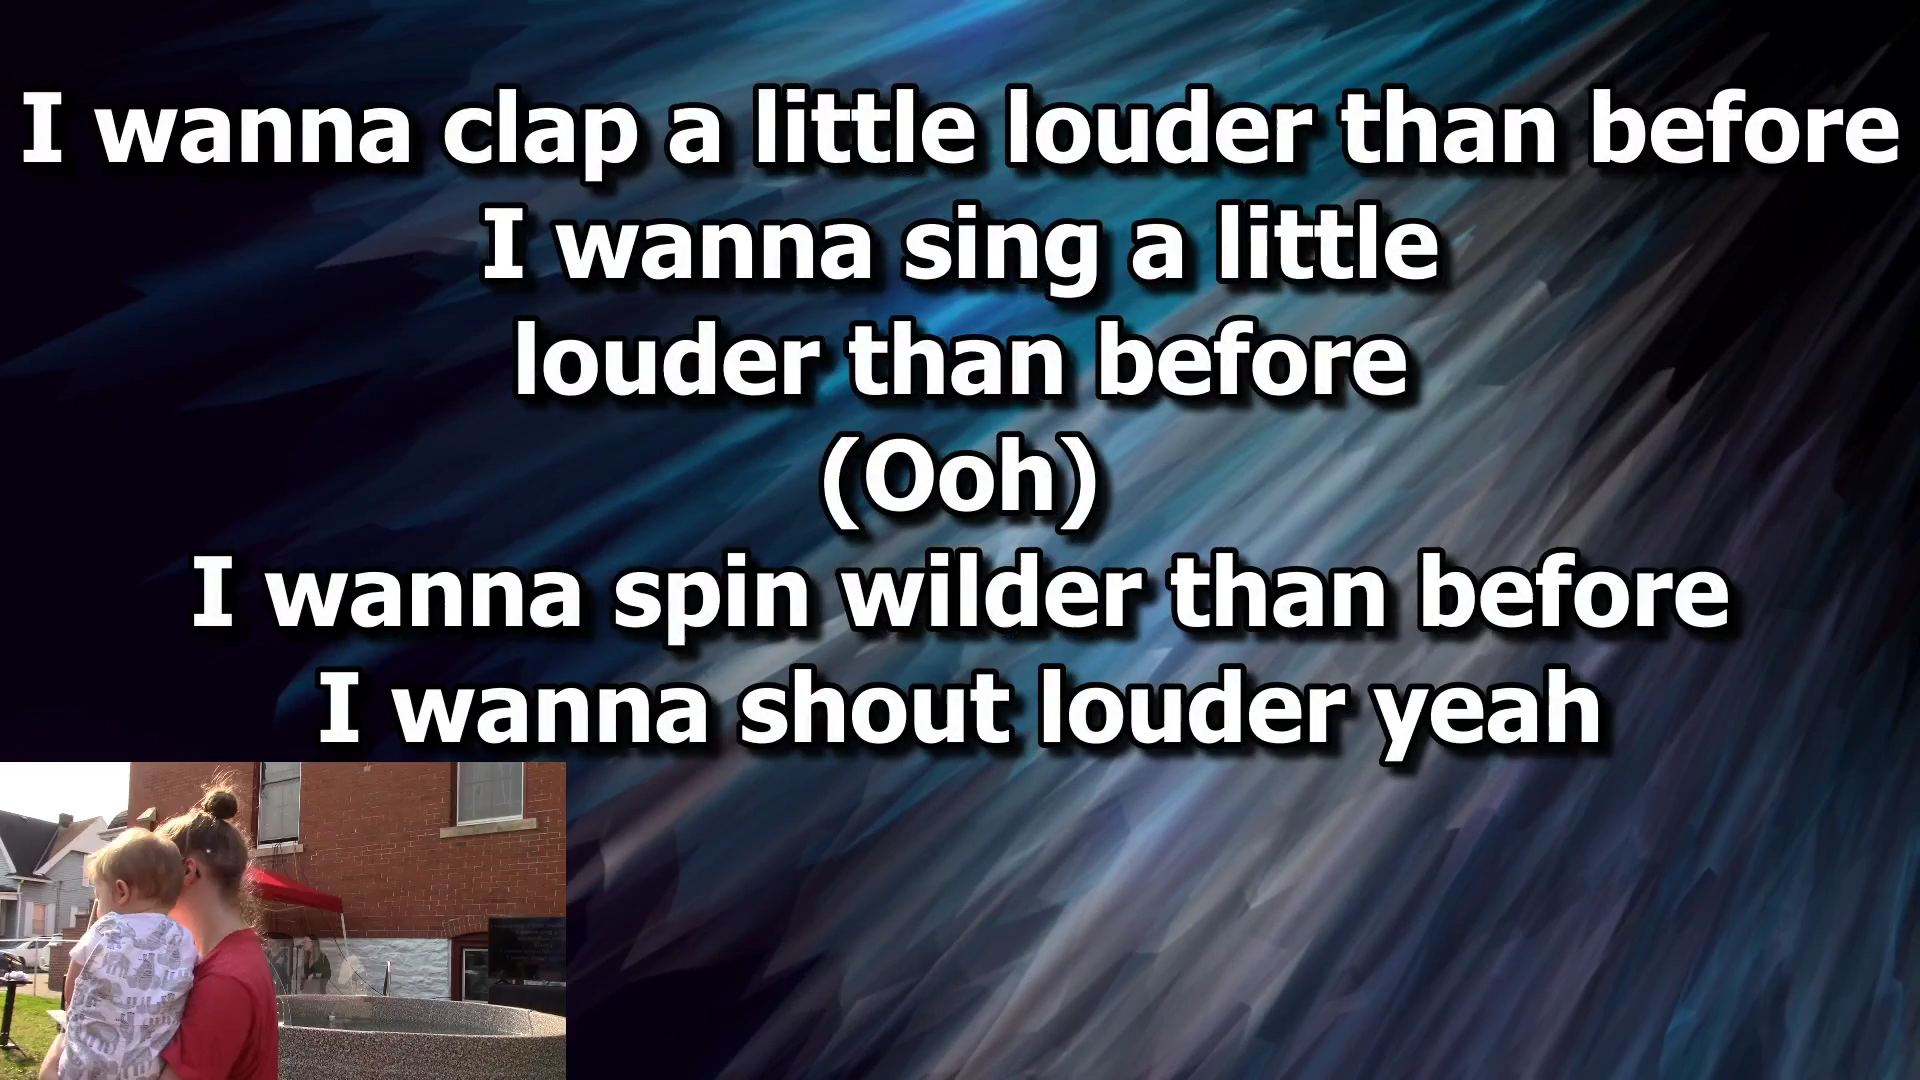 I wanna clap a little louder than before
I wanna sing a little
louder than before
(Ooh)
I wanna spin wilder than before
I wanna shout louder yeah